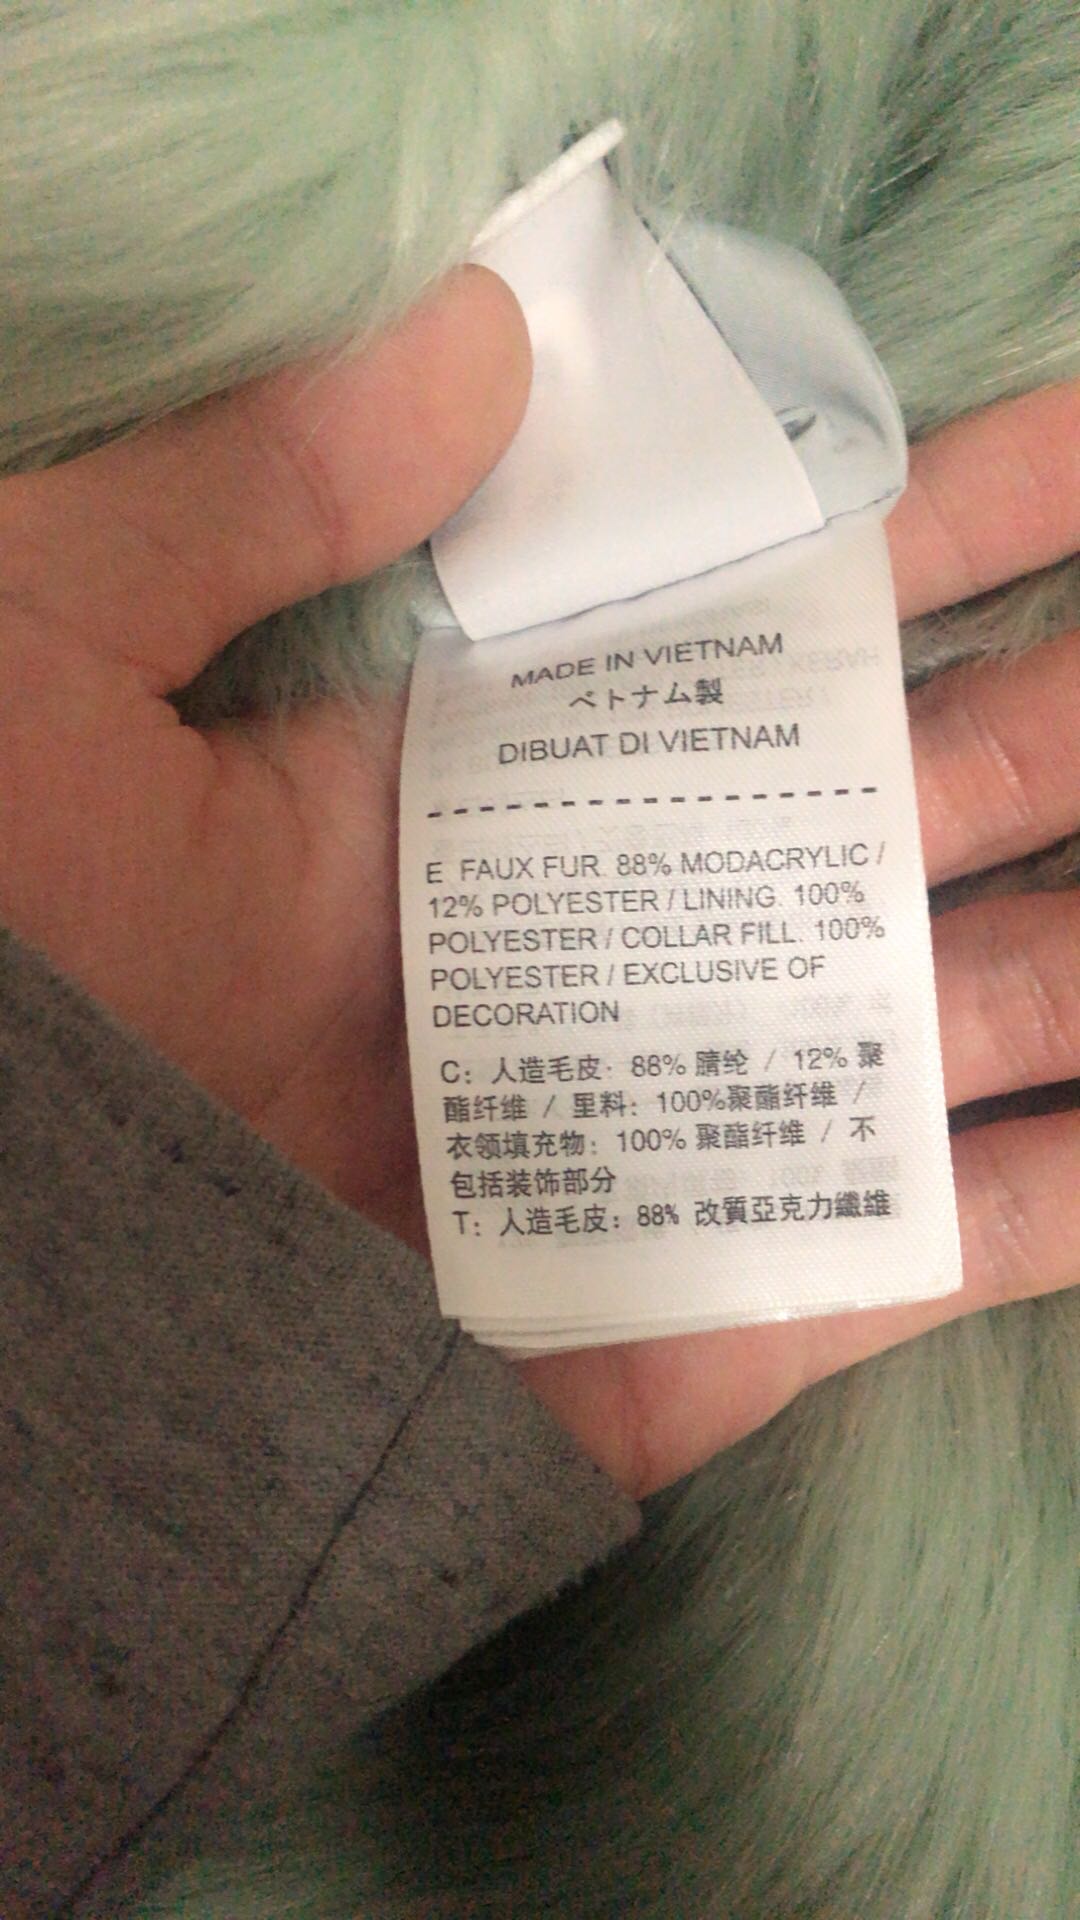 MADE IN VIETNAM
ベトナム製
DIBUAT DI VIETNAM
E FAUX FUR. 88% MODACRYLIC /
12% POLYESTER / LINING. 100%
POLYESTER / COLLAR FILL. 100%
POLYESTER / EXCLUSIVE OF
DECORATION
C：人造毛皮：88% 腈纶 / 12% 聚
酯纤维 / 里料：100%聚酯纤维 /
衣领填充物：100% 聚酯纤维 / 不
包括装饰部分
T：人造毛皮：88% 改質亞克力纖維